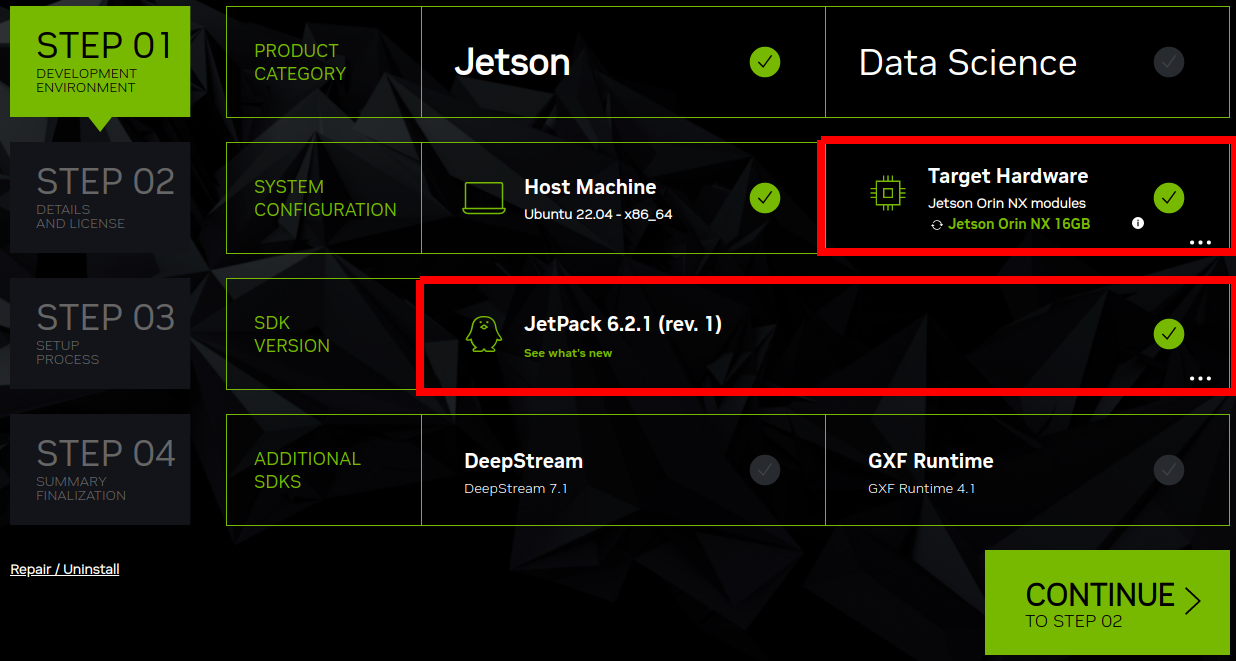 STEP 01
DEVELOPMENT
ENVIRONMENT
PRODUCT
CATEGORY
Jetson
Data Science
STEP 02
DETAILS
AND LICENSE
SYSTEM
CONFIGURATION
Host Machine
Ubuntu 22.04 - x86_64
Target Hardware
Jetson Orin NX modules
Jetson Orin NX 16GB
STEP 03
SETUP
PROCESS
SDK
VERSION
JetPack 6.2.1 (rev. 1)
See what's new
STEP 04
SUMMARY
FINALIZATION
ADDITIONAL
SDKS
DeepStream
DeepStream 7.1
GXF Runtime
GXF Runtime 4.1
Repair / Uninstall
CONTINUE
TO STEP 02